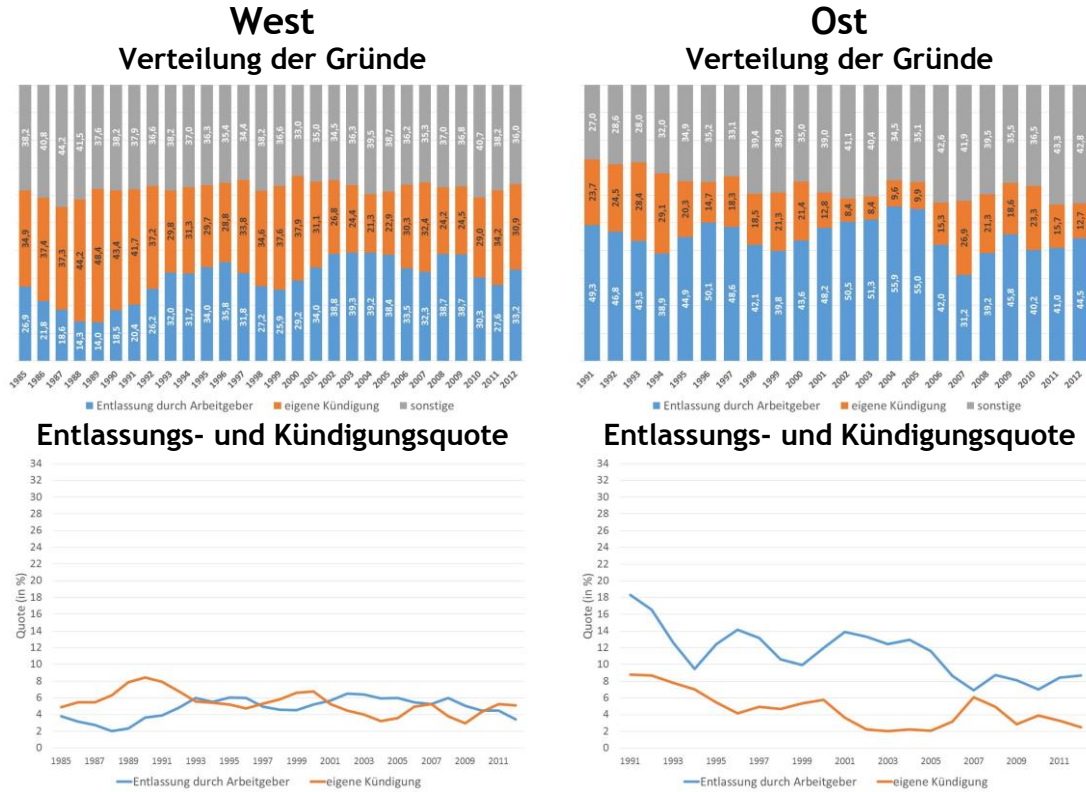 West
Verteilung der Gründe
38,2 40,8 44,2 41,5 37,6 38,2 37,9 36,6 38,2 37,0 36,3 35,4 34,4 38,2 36,6 33,0 35,0 34,5 36,3 39,5 38,7 36,2 35,3 37,0 36,8 40,7 38,2 36,0
34,9 37,4 37,3 44,2 48,4 43,4 41,7 37,2 29,8 31,3 29,7 28,8 33,8 34,6 37,6 37,9 31,1 26,8 24,4 21,3 22,9 30,3 32,4 24,2 24,5 29,0 34,2 30,9
26,9 21,8 18,6 14,3 14,0 18,5 20,4 26,2 32,0 31,7 34,0 35,8 31,8 27,2 25,9 29,2 34,0 38,8 39,3 39,2 38,4 33,5 32,3 38,7 38,7 30,3 27,6 33,2
1985 1986 1987 1988 1989 1990 1991 1992 1993 1994 1995 1996 1997 1998 1999 2000 2001 2002 2003 2004 2005 2006 2007 2008 2009 2010 2011 2012
Entlassung durch Arbeitgeber eigene Kündigung sonstige
Entlassungs- und Kündigungsquote
34
32
30
28
26
24
22
20
18
16
14
12
10
8
6
4
2
0
Quote (in %)
1985 1987 1989 1991 1993 1995 1997 1999 2001 2003 2005 2007 2009 2011
Entlassung durch Arbeitgeber eigene Kündigung
Ost
Verteilung der Gründe
27,0 28,6 28,0 32,0 34,9 35,2 33,1 39,4 38,9 35,0 39,0 41,1 40,4 34,5 35,1 42,6 41,9 39,5 35,5 36,5 43,3 42,8
23,7 24,5 28,4 29,1 20,3 14,7 18,3 18,5 21,3 21,4 12,8 8,4 8,4 9,6 9,9 15,3 26,9 21,3 18,6 23,3 15,7 12,7
49,3 46,8 43,5 38,9 44,9 50,1 48,6 42,1 39,8 43,6 48,2 50,5 51,3 55,9 55,0 42,0 31,2 39,2 45,8 40,2 41,0 44,5
1991 1992 1993 1994 1995 1996 1997 1998 1999 2000 2001 2002 2003 2004 2005 2006 2007 2008 2009 2010 2011 2012
Entlassung durch Arbeitgeber eigene Kündigung sonstige
Entlassungs- und Kündigungsquote
34
32
30
28
26
24
22
20
18
16
14
12
10
8
6
4
2
0
Quote (in %)
1991 1993 1995 1997 1999 2001 2003 2005 2007 2009 2011
Entlassung durch Arbeitgeber eigene Kündigung